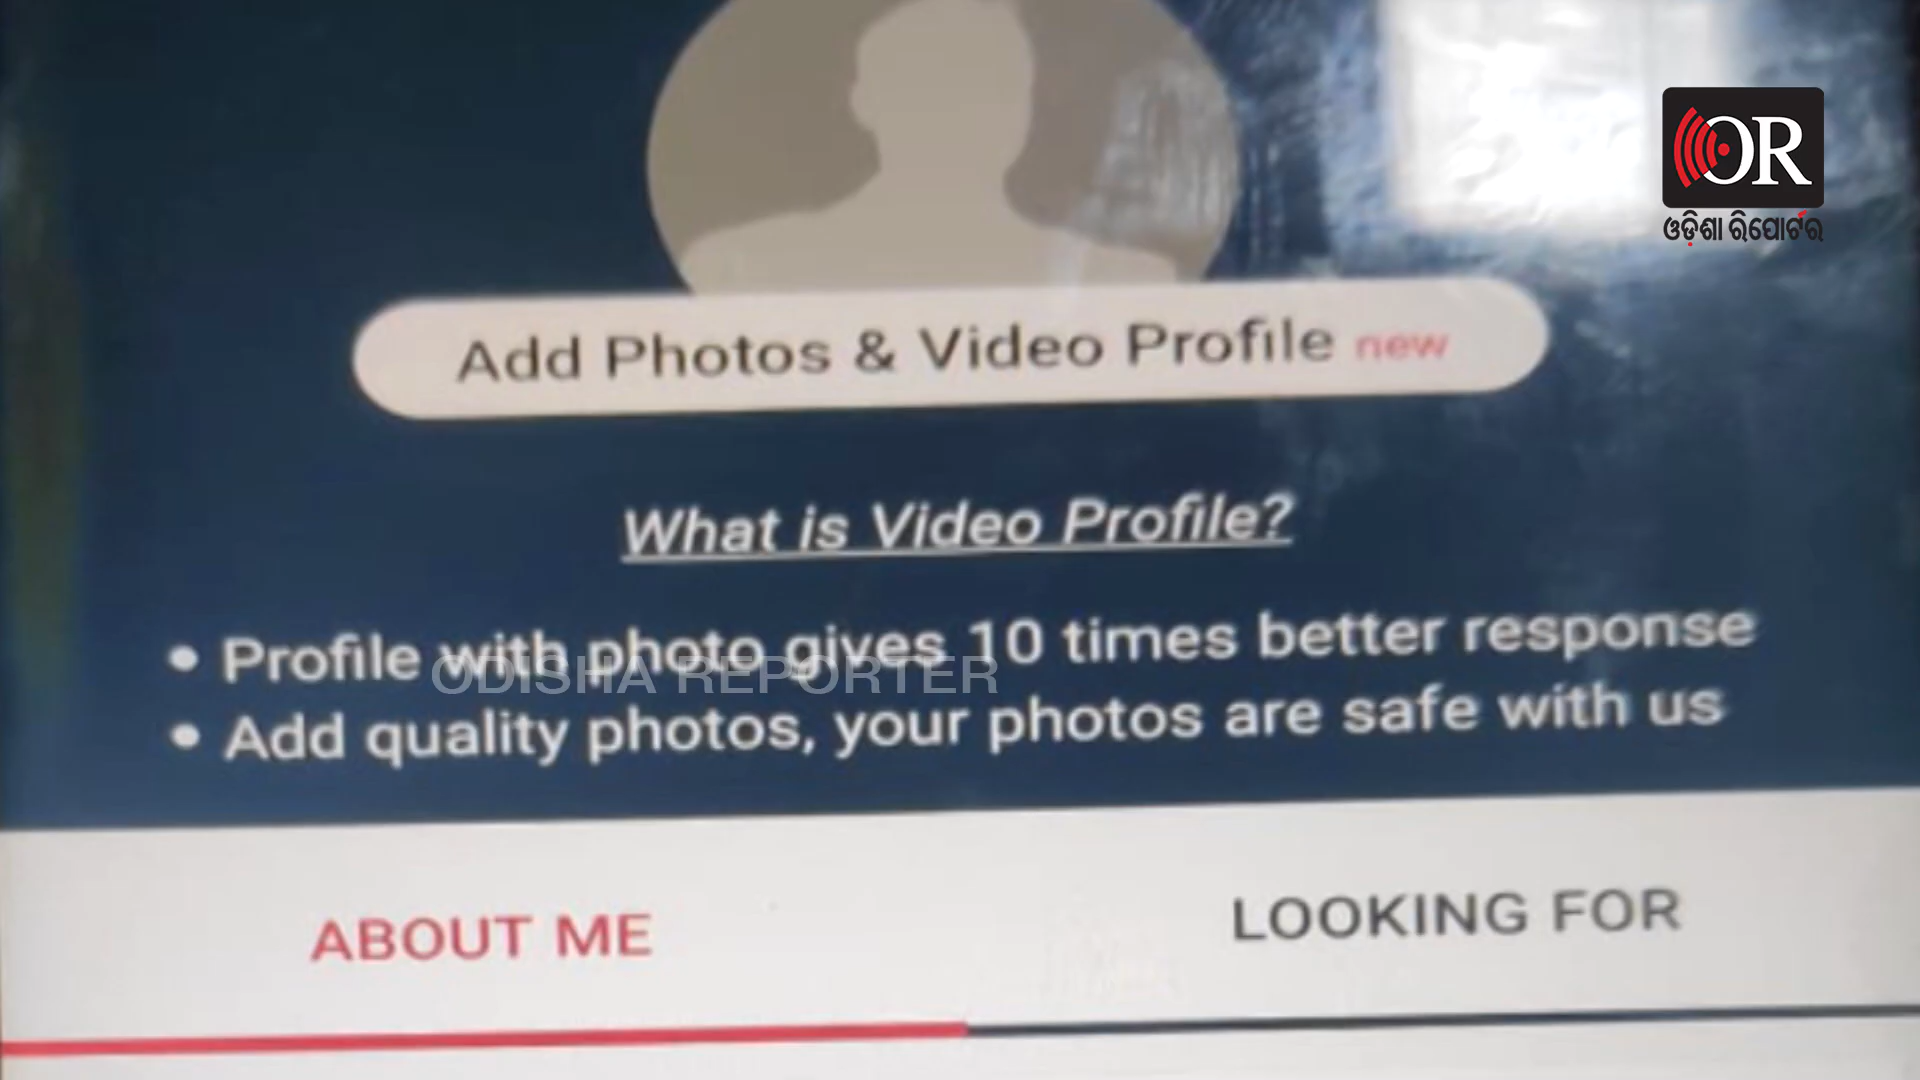 OR
ଓଡ଼ିଶା ରିପୋର୍ଟର
Add Photos & Video Profile new
What is Video Profile?
• Profile with photo gives 10 times better response
ODISHA REPORTER
• Add quality photos, your photos are safe with us
ABOUT ME
LOOKING FOR